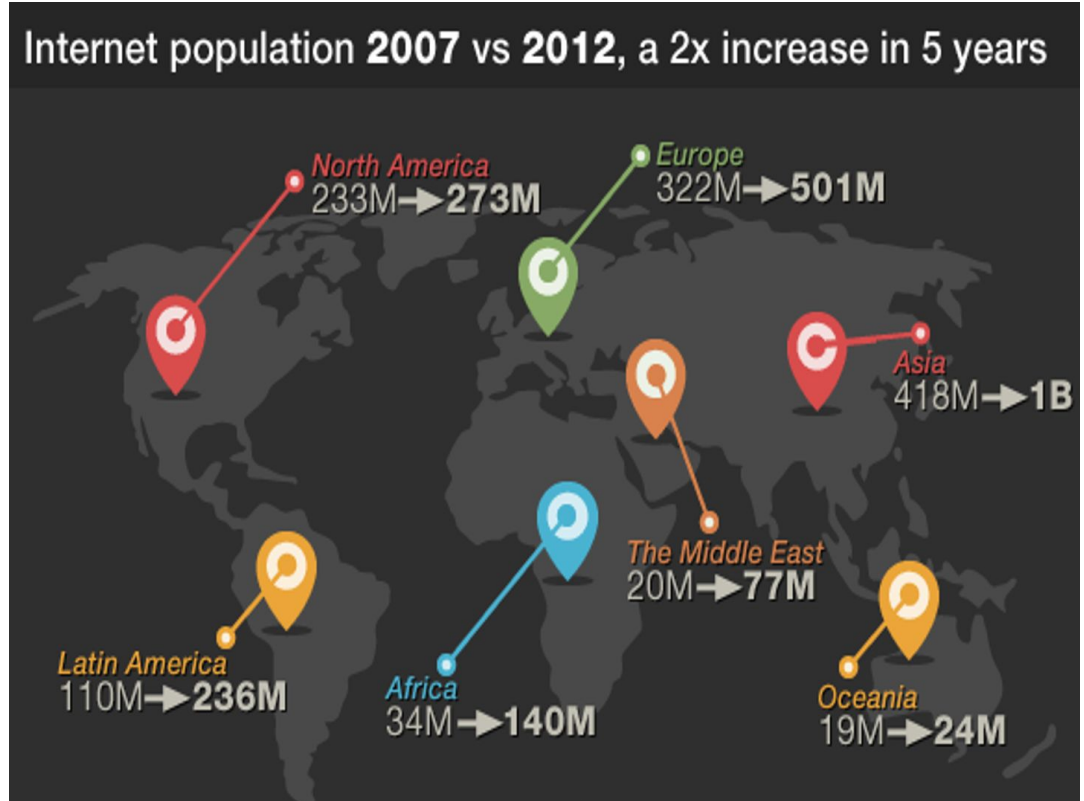 Internet population 2007 vs 2012, a 2x increase in 5 years
North America
233M→273M
Europe
322M→501M
Asia
418M→1B
The Middle East
20M→77M
Latin America
110M→236M
Africa
34M→140M
Oceania
19M→24M